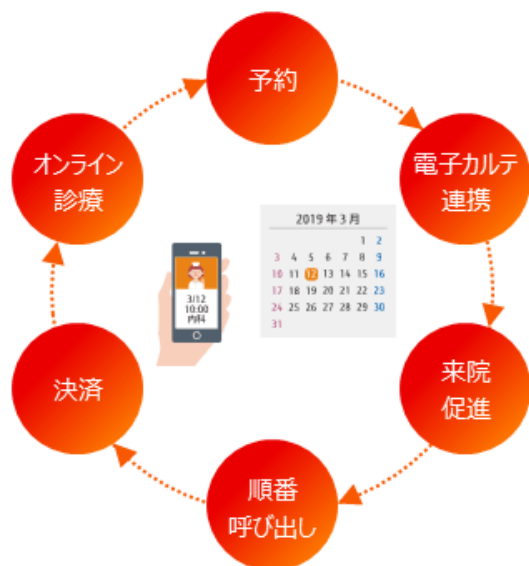 予約
電子カルテ
連携
来院
促進
順番
呼び出し
決済
オンライン
診療
3/12
10:00
内科
2019年3月
1 2
3 4 5 6 7 8 9
10 11 12 13 14 15 16
17 18 19 20 21 22 23
24 25 26 27 28 29 30
31